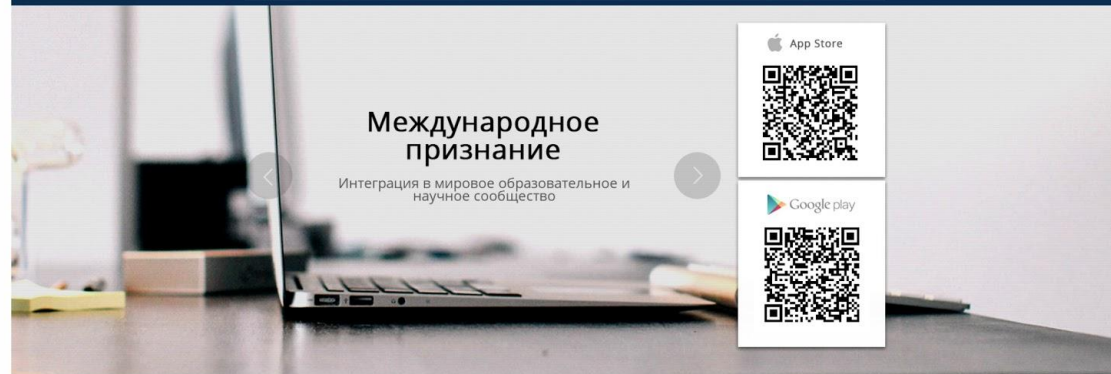 Международное
признание
Интеграция в мировое образовательное и
научное сообщество
App Store
Google play